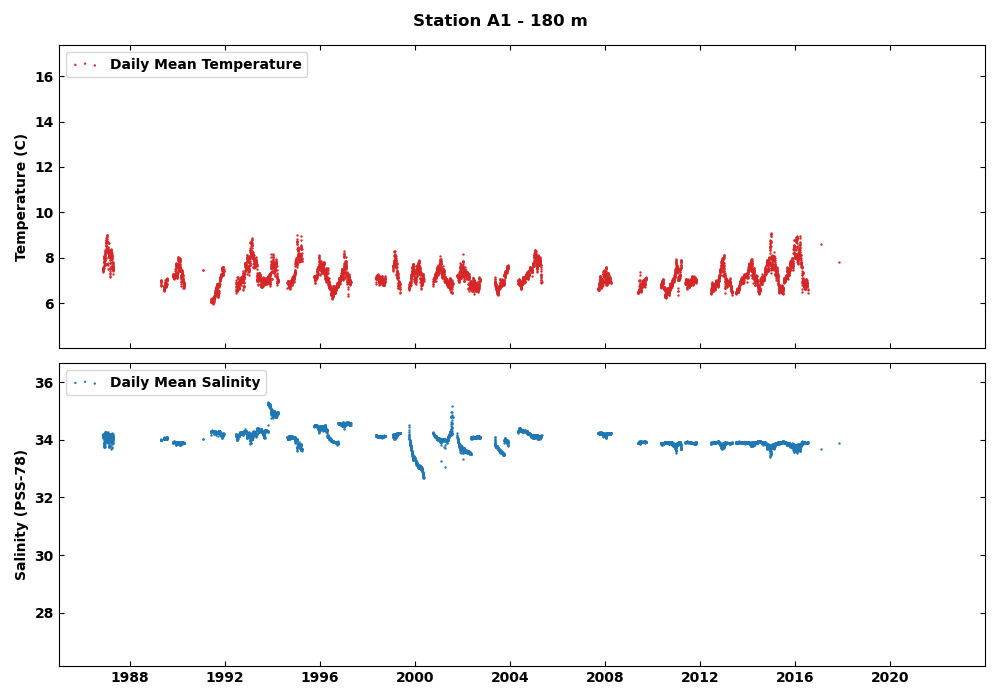 Station A1 - 180 m
Daily Mean Temperature
Temperature (C)
16
14
12
10
8
6
Daily Mean Salinity
Salinity (PSS-78)
36
34
32
30
28
1988 1992 1996 2000 2004 2008 2012 2016 2020